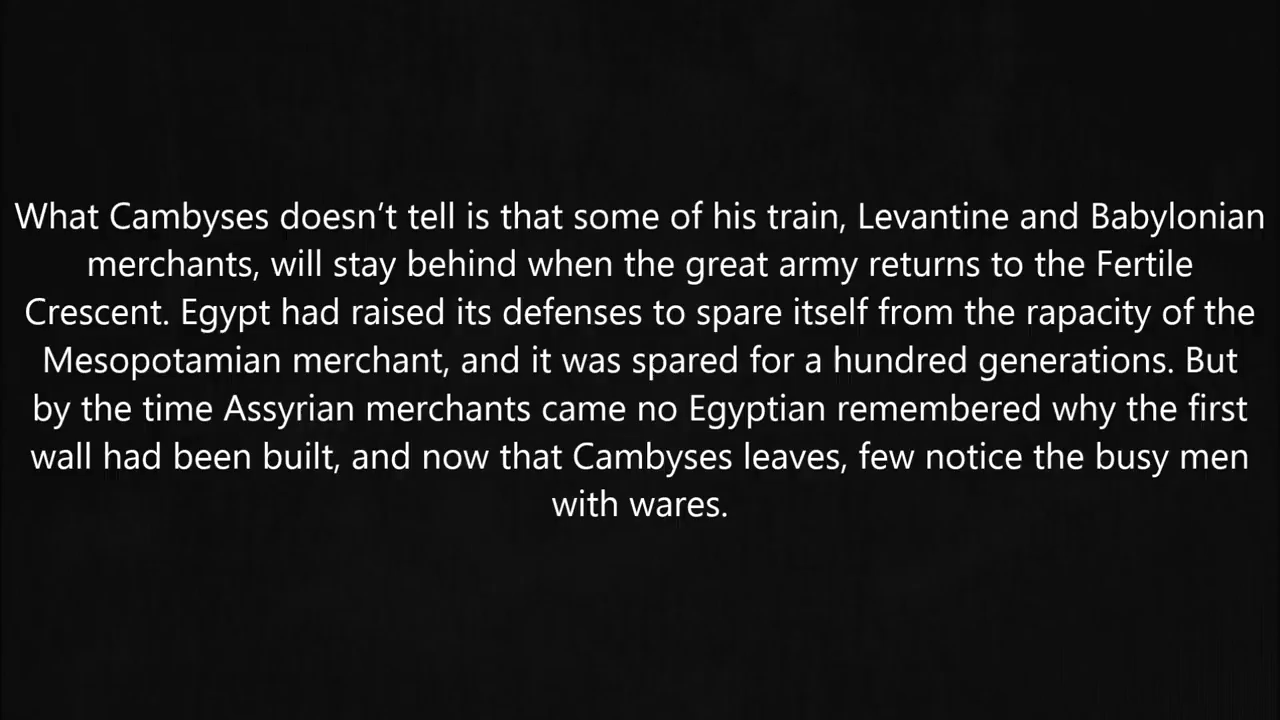 What Cambyses doesn’t tell is that some of his train, Levantine and Babylonian
merchants, will stay behind when the great army returns to the Fertile
Crescent. Egypt had raised its defenses to spare itself from the rapacity of the
Mesopotamian merchant, and it was spared for a hundred generations. But
by the time Assyrian merchants came no Egyptian remembered why the first
wall had been built, and now that Cambyses leaves, few notice the busy men
with wares.